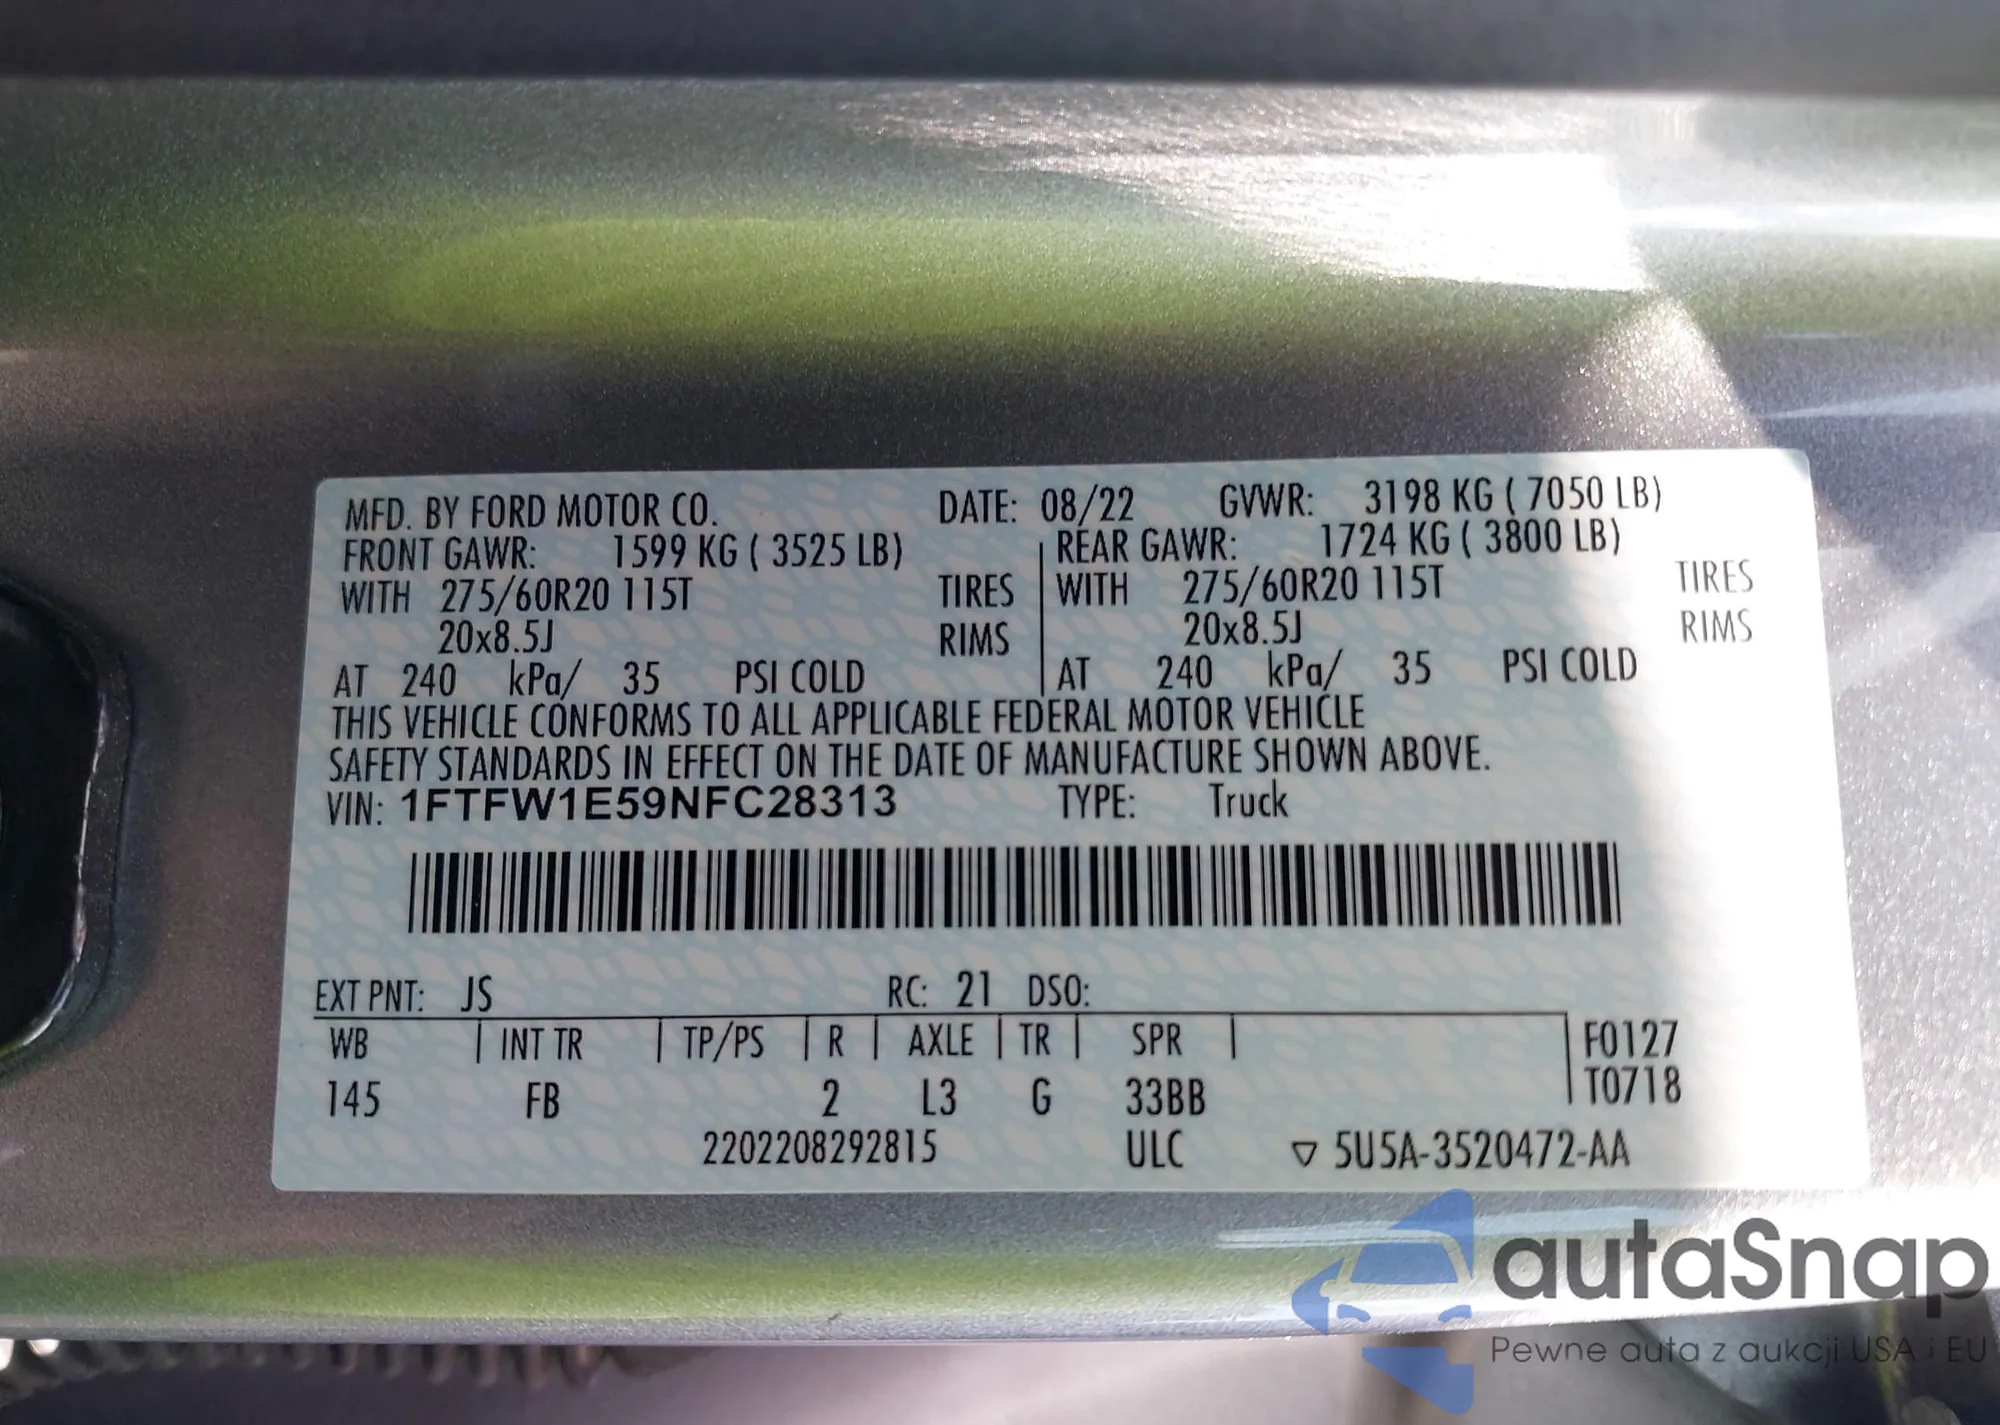 MFD. BY FORD MOTOR CO. DATE: 08/22 GVWR: 3198 KG ( 7050 LB)
FRONT GAWR: 1599 KG ( 3525 LB) REAR GAWR: 1724 KG ( 3800 LB)
WITH 275/60R20 115T TIRES WITH 275/60R20 115T TIRES
20x8.5J RIMS 20x8.5J RIMS
AT 240 kPa/ 35 PSI COLD AT 240 kPa/ 35 PSI COLD
THIS VEHICLE CONFORMS TO ALL APPLICABLE FEDERAL MOTOR VEHICLE
SAFETY STANDARDS IN EFFECT ON THE DATE OF MANUFACTURE SHOWN ABOVE.
VIN: 1FTFW1E59NFC28313 TYPE: Truck
EXT PNT: JS RC: 21 DSO:
WB INT TR TP/PS R AXLE TR SPR F0127
145 FB 2 L3 G 33BB T0718
2202208292815 ULC ▽ 5U5A-3520472-AA
autaSnap
Pewne auta z aukcji USA i EU